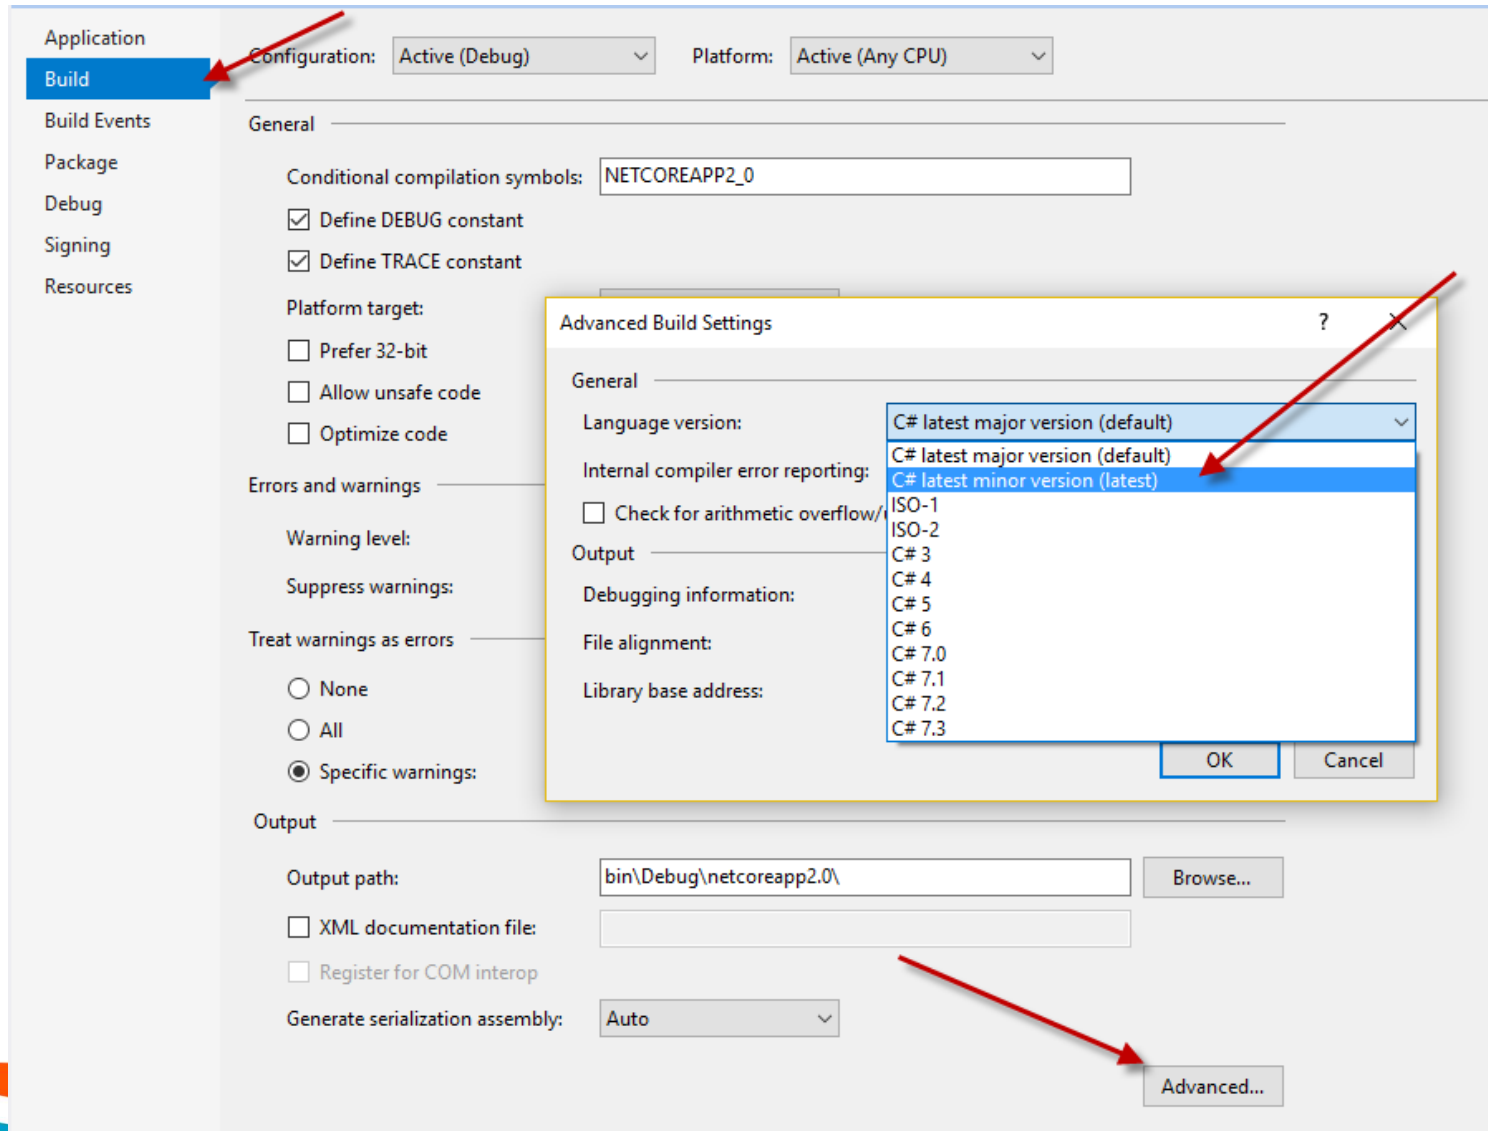 Application
Build
Build Events
Package
Debug
Signing
Resources
Configuration: Active (Debug) Platform: Active (Any CPU)
General
Conditional compilation symbols: NETCOREAPP2_0
Define DEBUG constant
Define TRACE constant
Platform target:
Prefer 32-bit
Allow unsafe code
Optimize code
Errors and warnings
Warning level:
Suppress warnings:
Treat warnings as errors
None
All
Specific warnings:
Output
Output path: bin\Debug\netcoreapp2.0\ Browse...
XML documentation file:
Register for COM interop
Generate serialization assembly: Auto
Advanced...
Advanced Build Settings ?
General
Language version: C# latest major version (default)
C# latest major version (default)
C# latest minor version (latest)
ISO-1
ISO-2
C# 3
C# 4
C# 5
C# 6
C# 7.0
C# 7.1
C# 7.2
C# 7.3
Internal compiler error reporting:
Check for arithmetic overflow/
Output
Debugging information:
File alignment:
Library base address:
OK Cancel